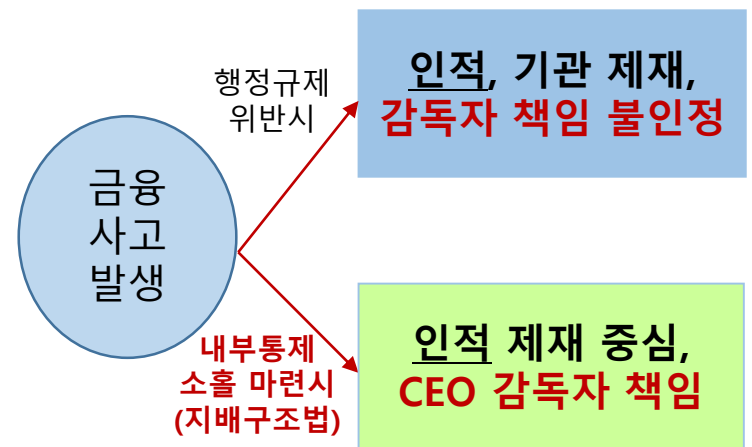 금융
사고
발생
행정규제
위반시
인적, 기관 제재,
감독자 책임 불인정
내부통제
소홀 마련시
(지배구조법)
인적 제재 중심,
CEO 감독자 책임